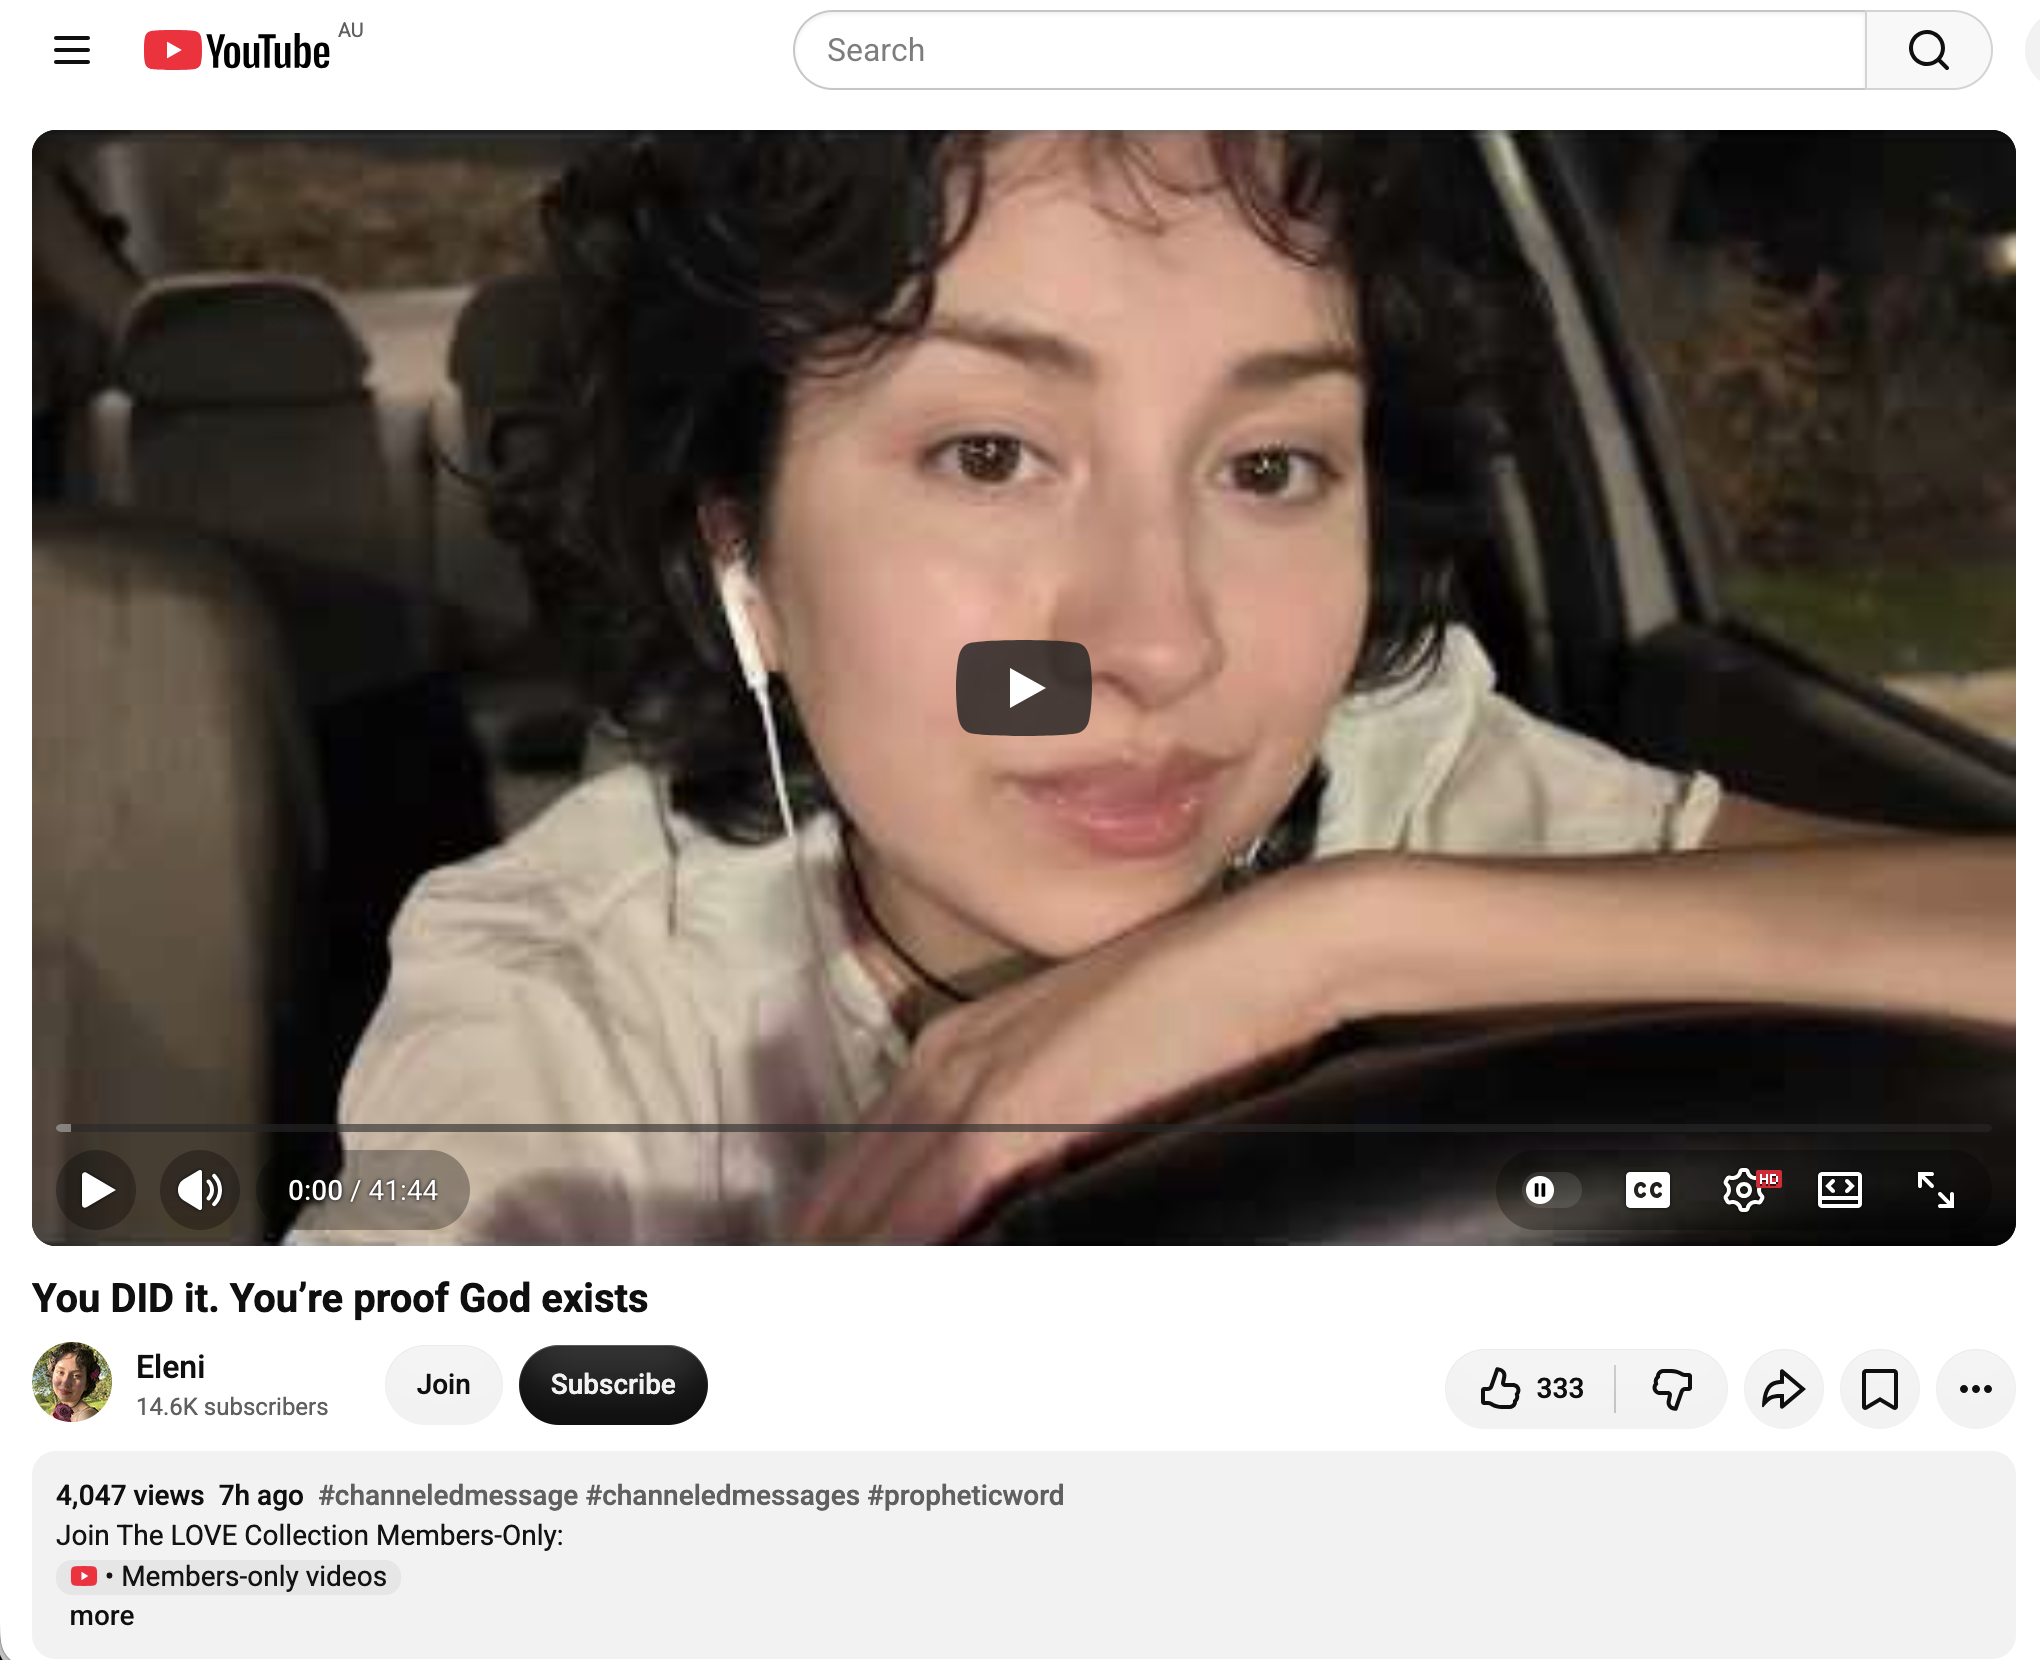 YouTube AU
Search
0:00 / 41:44
CC
HD
You DID it. You’re proof God exists
Eleni
14.6K subscribers
Join
Subscribe
333
4,047 views 7h ago #channeledmessage #channeledmessages #propheticword
Join The LOVE Collection Members-Only:
• Members-only videos
more